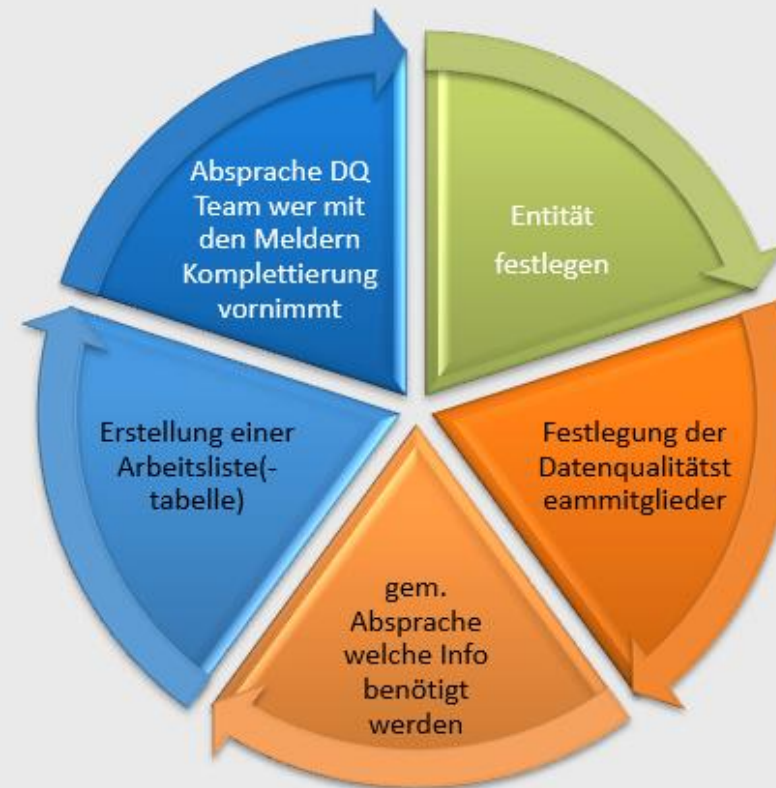 Absprache DQ
Team wer mit
den Meldern
Komplettierung
vornimmt
Entität
festlegen
Erstellung einer
Arbeitsliste(-
tabelle)
Festlegung der
Datenqualitätst
eammitglieder
gem.
Absprache
welche Info
benötigt
werden